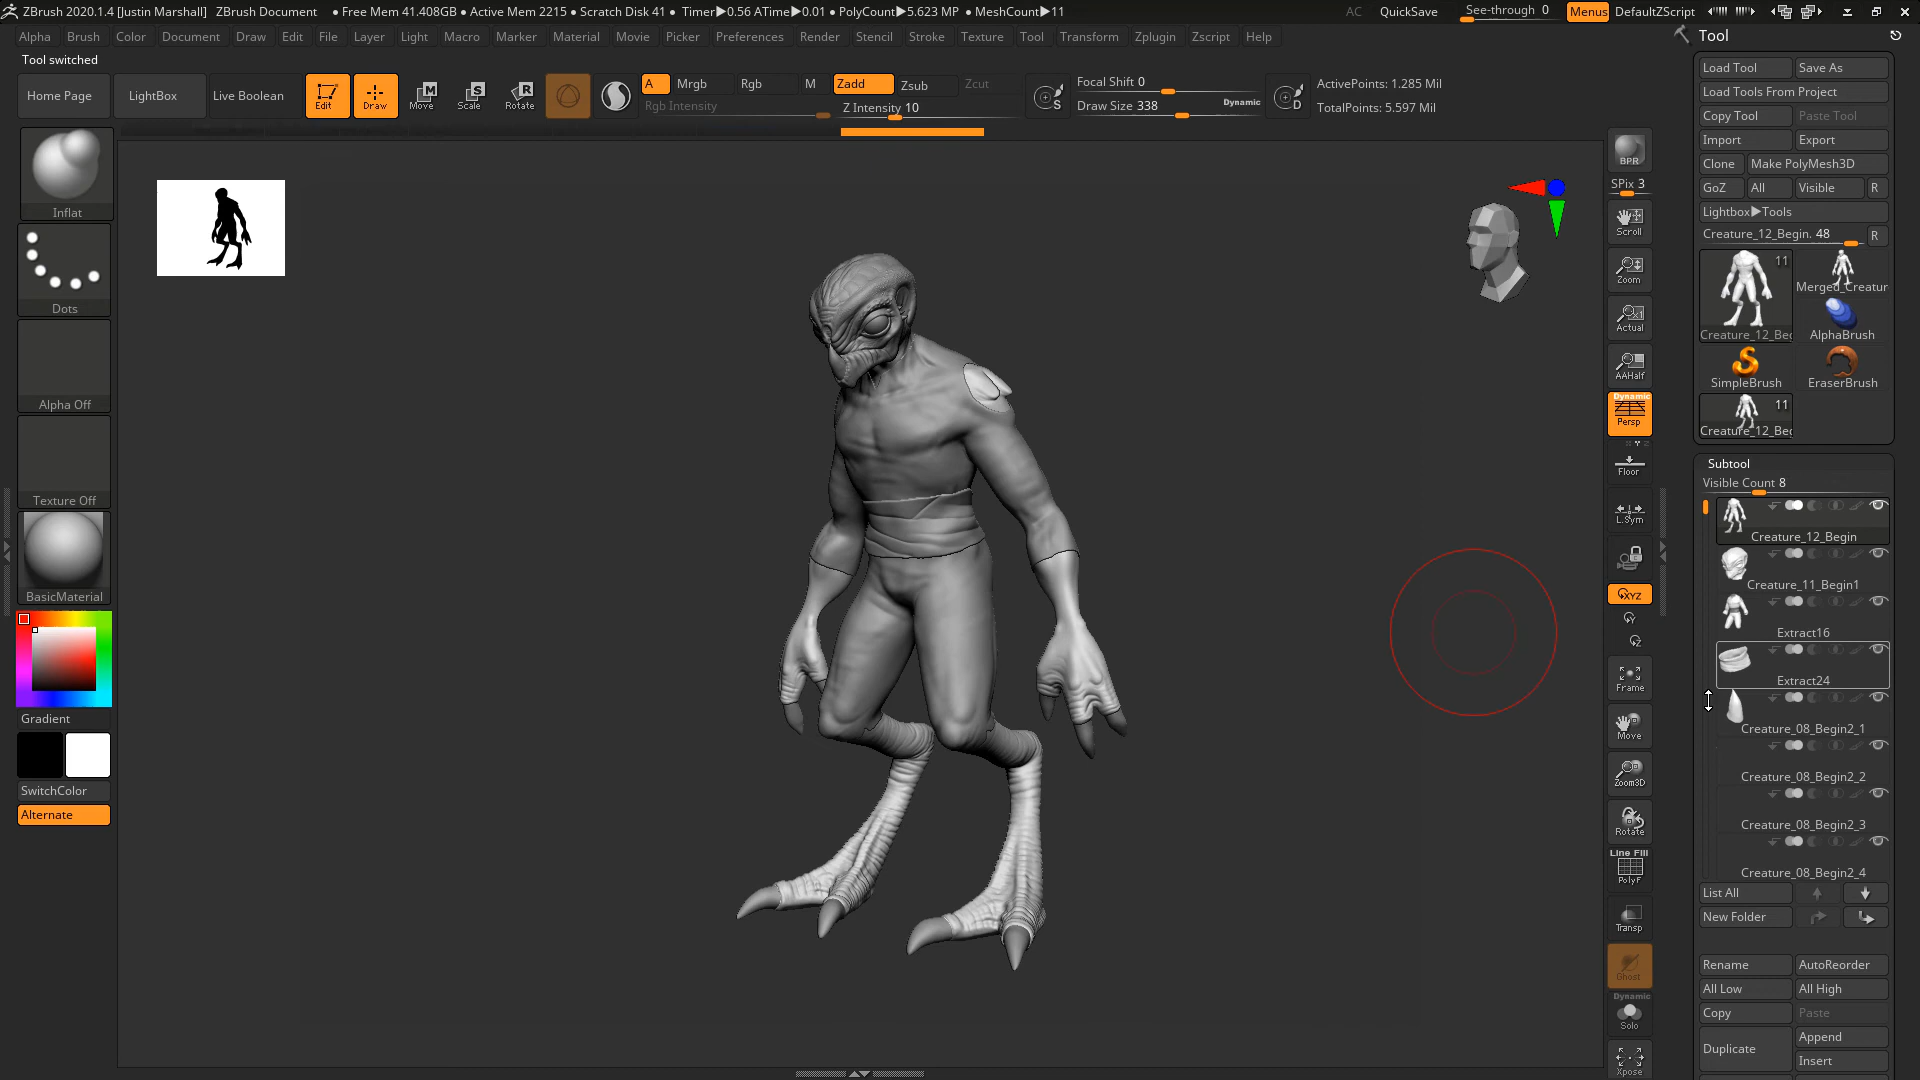 ZBrush 2020.1.4 [Justin Marshall] ZBrush Document ● Free Mem 41.408GB ● Active Mem 2215 ● Scratch Disk 41 ● Timer▶0.56 ATime▶0.01 ● PolyCount▶5.623 MP ● MeshCount▶11 AC QuickSave See-through 0 Menus DefaultZScript
Alpha Brush Color Document Draw Edit File Layer Light Macro Marker Material Movie Picker Preferences Render Stencil Stroke Texture Tool Transform Zplugin Zscript Help
Tool switched
Home Page LightBox Live Boolean Edit Draw Move Scale Rotate
A Mrgb Rgb M Zadd Zsub Zcut
Rgb Intensity Z Intensity 10
S Focal Shift 0
Draw Size 338 Dynamic D
ActivePoints: 1.285 Mil
TotalPoints: 5.597 Mil
Inflat
Dots
Alpha Off
Texture Off
BasicMaterial
Gradient
SwitchColor
Alternate
BPR
SPix 3
Scroll
Zoom
Actual
AAHalf
Dynamic
Persp
Floor
L.Sym
XYZ
Y
Z
Frame
Move
Zoom3D
Rotate
Line Fill
PolyF
Transp
Ghost
Dynamic
Solo
Xpose
Tool
Load Tool Save As
Load Tools From Project
Copy Tool Paste Tool
Import Export
Clone Make PolyMesh3D
GoZ All Visible R
Lightbox▶Tools
Creature_12_Begin. 48 R
11
Merged_Creatur
Creature_12_Beg AlphaBrush
SimpleBrush EraserBrush
11
Creature_12_Beg
Subtool
Visible Count 8
Creature_12_Begin
Creature_11_Begin1
Extract16
Extract24
Creature_08_Begin2_1
Creature_08_Begin2_2
Creature_08_Begin2_3
Creature_08_Begin2_4
List All
New Folder
Rename AutoReorder
All Low All High
Copy Paste
Duplicate Append
Insert